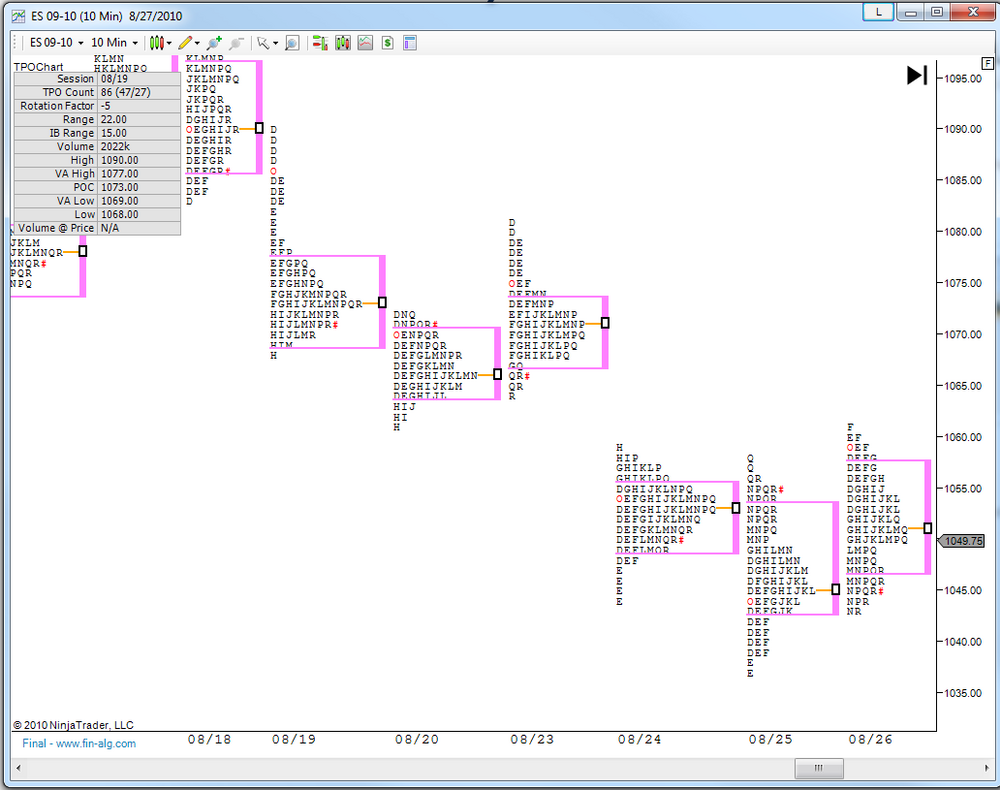 ES 09-10 (10 Min) 8/27/2010
L
ES 09-10
10 Min
$
F
TPOChart
Session 08/19
TPO Count 86 (47/27)
Rotation Factor -5
Range 22.00
IB Range 15.00
Volume 2022k
High 1090.00
VA High 1077.00
POC 1073.00
VA Low 1069.00
Low 1068.00
Volume @ Price N/A
KLMN
HKLMNPQ
JKLM
JKLMNQR
MNQR#
PQR
NPQ
KLMNP
KLMNPQ
JKLMNPQ
JKPQ
JKPQR
HIJPQR
DGHIJR
OEGHIJR
DEGHIR
DEFGHR
DEFGR
DEFGR#
DEF
DEF
D
D
D
D
D
O
DE
DE
DE
E
E
E
EF
EFP
EFGPQ
EFGHPQ
EFGHNPQ
FGHJKMNPQR
FGHIJKLMNPQR
HIJKLMNPR
HIJLMNPR#
HIJLMR
HIM
H
DNQ
DNPQR#
OENPQR
DEFNPQR
DEFGLMNPR
DEFGKLMN
DEFGHIJKLMN
DEGHIJKLM
DEGHIJL
HIJ
HI
H
D
D
DE
DE
DE
DE
OEF
DEFMN
DEFMNP
EFIJKLMNP
FGHIJKLMNP
FGHIJKLMPQ
FGHIJKLPQ
FGHIKLPQ
GQ
QR#
QR
R
H
HIP
GHIKLP
GHIKLPQ
DGHIJKLNPQ
OEFGHIJKLMNPQ
DEFGHIJKLMNPQ
DEFGIJKLMNQ
DEFGKLMNQR
DEFLMNQR#
DEFLMQR
DEF
E
E
E
E
Q
Q
QR
NPQR#
NPQR
NPQR
NPQR
MNPQ
MNP
GHILMN
DGHILMN
DGHIJKLM
DFGHIJKL
DEFGHIJKL
OEFGJKL
DEFGJK
DEF
DEF
DEF
DEF
E
E
F
EF
OEF
DEFG
DEFG
DEFGH
DGHIJ
DGHIJKL
DGHIJKL
GHIJKLQ
GHIJKLMQ
GHJKLMPQ
LMPQ
MNPQ
MNPQR
MNPQR
NPQR#
NPR
NR
1095.00
1090.00
1085.00
1080.00
1075.00
1070.00
1065.00
1060.00
1055.00
1049.75
1045.00
1040.00
1035.00
© 2010 NinjaTrader, LLC
Final - www.fin-alg.com
08/18 08/19 08/20 08/23 08/24 08/25 08/26